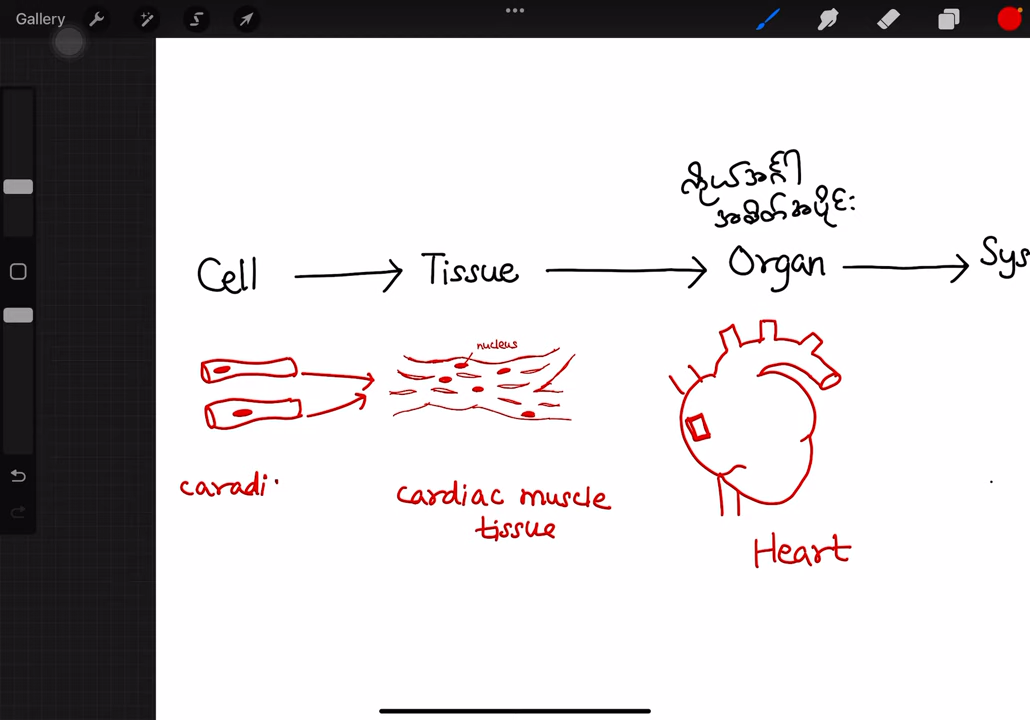 Gallery
ကိုယ်အင်္ဂါ
အစိတ်အပိုင်း
Cell → Tissue → Organ → Sys
nucleus
caradi
cardiac muscle
tissue
Heart